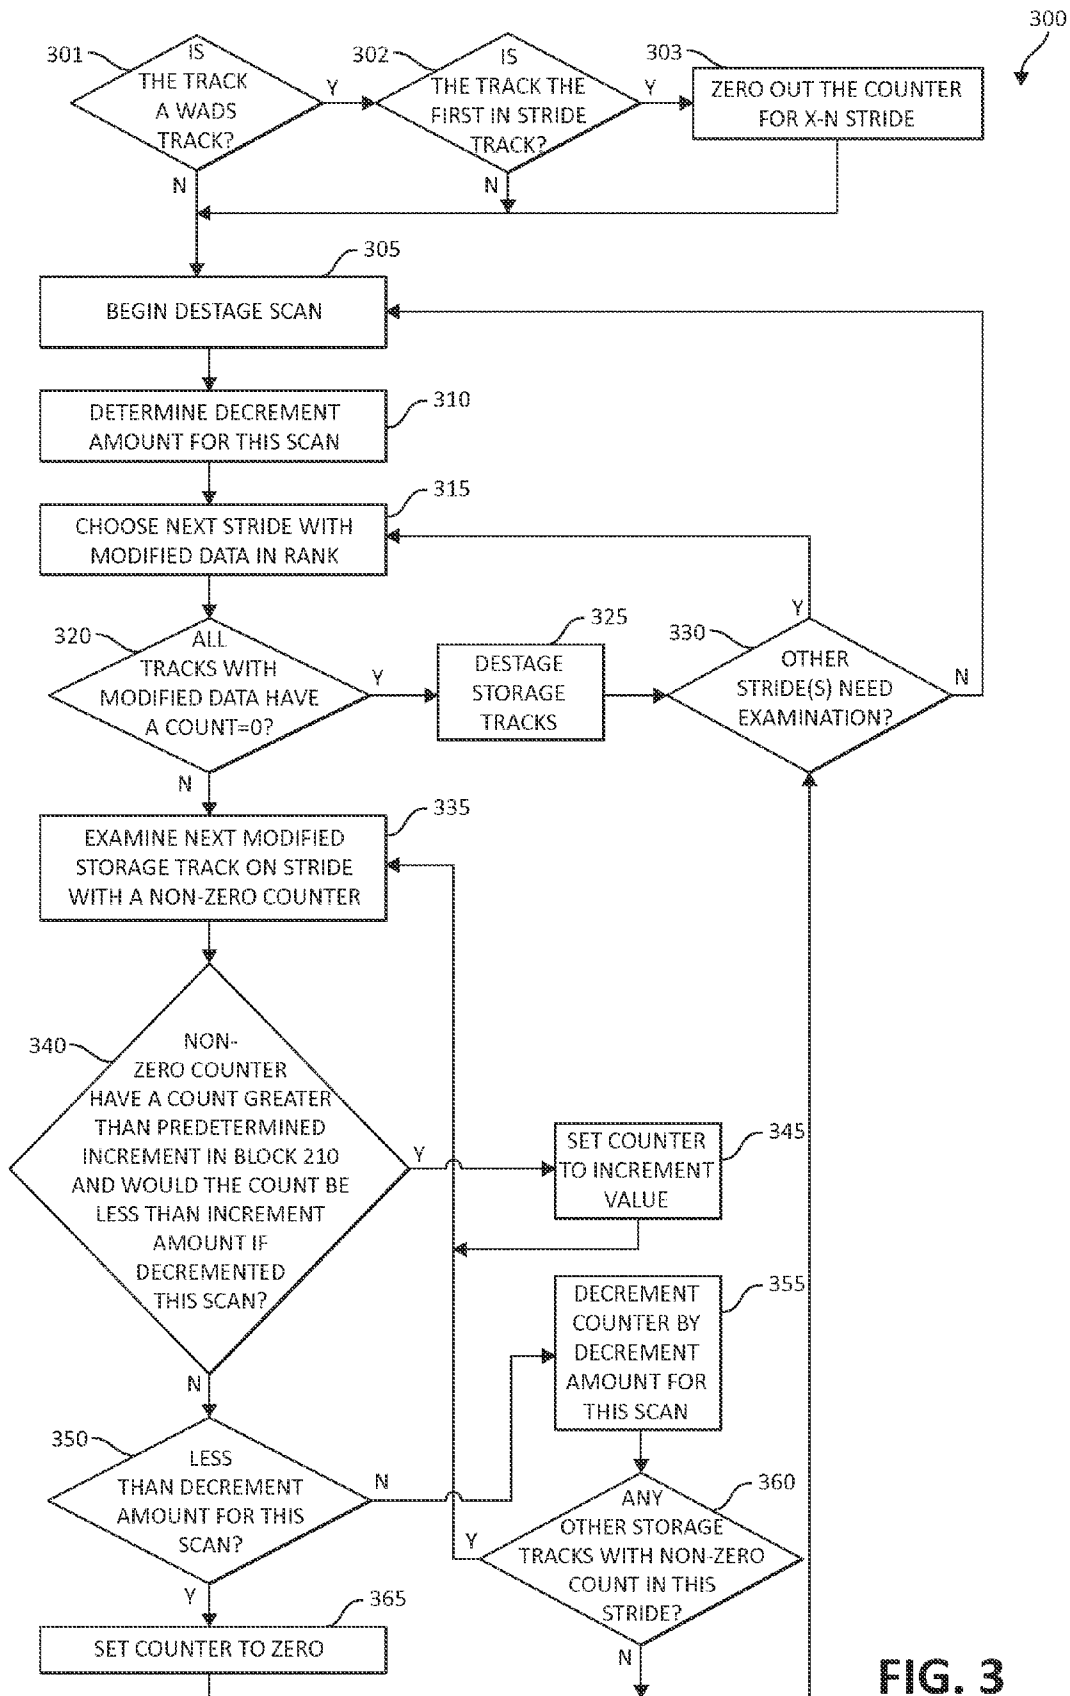 300
301
IS
THE TRACK
A WADS
TRACK?
Y
N
302
IS
THE TRACK THE
FIRST IN STRIDE
TRACK?
Y
N
303
ZERO OUT THE COUNTER
FOR X-N STRIDE
305
BEGIN DESTAGE SCAN
310
DETERMINE DECREMENT
AMOUNT FOR THIS SCAN
315
CHOOSE NEXT STRIDE WITH
MODIFIED DATA IN RANK
320
ALL
TRACKS WITH
MODIFIED DATA HAVE
A COUNT=0?
Y
N
325
DESTAGE
STORAGE
TRACKS
330
OTHER
STRIDE(S) NEED
EXAMINATION?
Y
N
335
EXAMINE NEXT MODIFIED
STORAGE TRACK ON STRIDE
WITH A NON-ZERO COUNTER
340
NON-
ZERO COUNTER
HAVE A COUNT GREATER
THAN PREDETERMINED
INCREMENT IN BLOCK 210
AND WOULD THE COUNT BE
LESS THAN INCREMENT
AMOUNT IF
DECREMENTED
THIS SCAN?
Y
N
345
SET COUNTER
TO INCREMENT
VALUE
350
LESS
THAN DECREMENT
AMOUNT FOR THIS
SCAN?
N
Y
355
DECREMENT
COUNTER BY
DECREMENT
AMOUNT FOR
THIS SCAN
360
ANY
OTHER STORAGE
TRACKS WITH NON-ZERO
COUNT IN THIS
STRIDE?
Y
N
365
SET COUNTER TO ZERO
FIG. 3